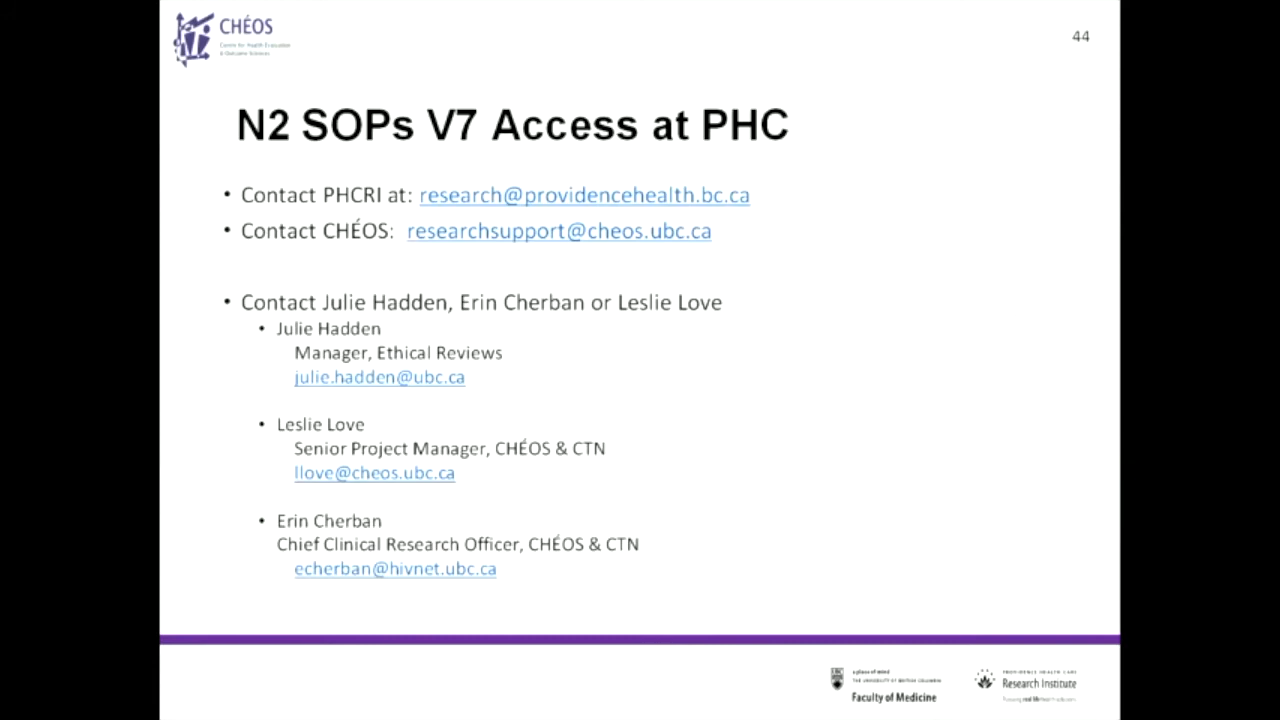 CHÉOS
Centre for Health Evaluation
& Outcome Sciences
44
N2 SOPs V7 Access at PHC
• Contact PHCRI at: research@providencehealth.bc.ca
• Contact CHÉOS: researchsupport@cheos.ubc.ca
• Contact Julie Hadden, Erin Cherban or Leslie Love
• Julie Hadden
Manager, Ethical Reviews
julie.hadden@ubc.ca
• Leslie Love
Senior Project Manager, CHÉOS & CTN
llove@cheos.ubc.ca
• Erin Cherban
Chief Clinical Research Officer, CHÉOS & CTN
echerban@hivnet.ubc.ca
a place of mind
THE UNIVERSITY OF BRITISH COLUMBIA
Faculty of Medicine
PROVIDENCE HEALTH CARE
Research Institute